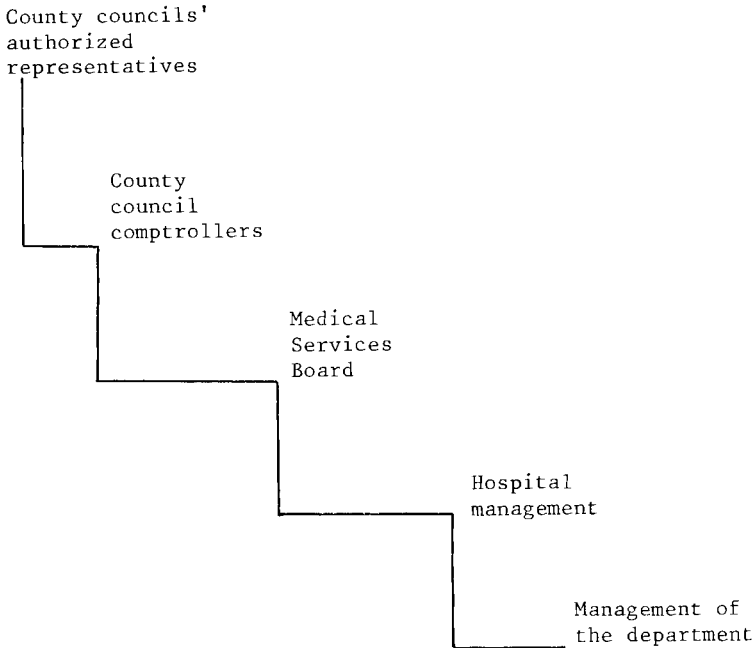 County councils'
authorized
representatives
County
council
comptrollers
Medical
Services
Board
Hospital
management
Management of
the department